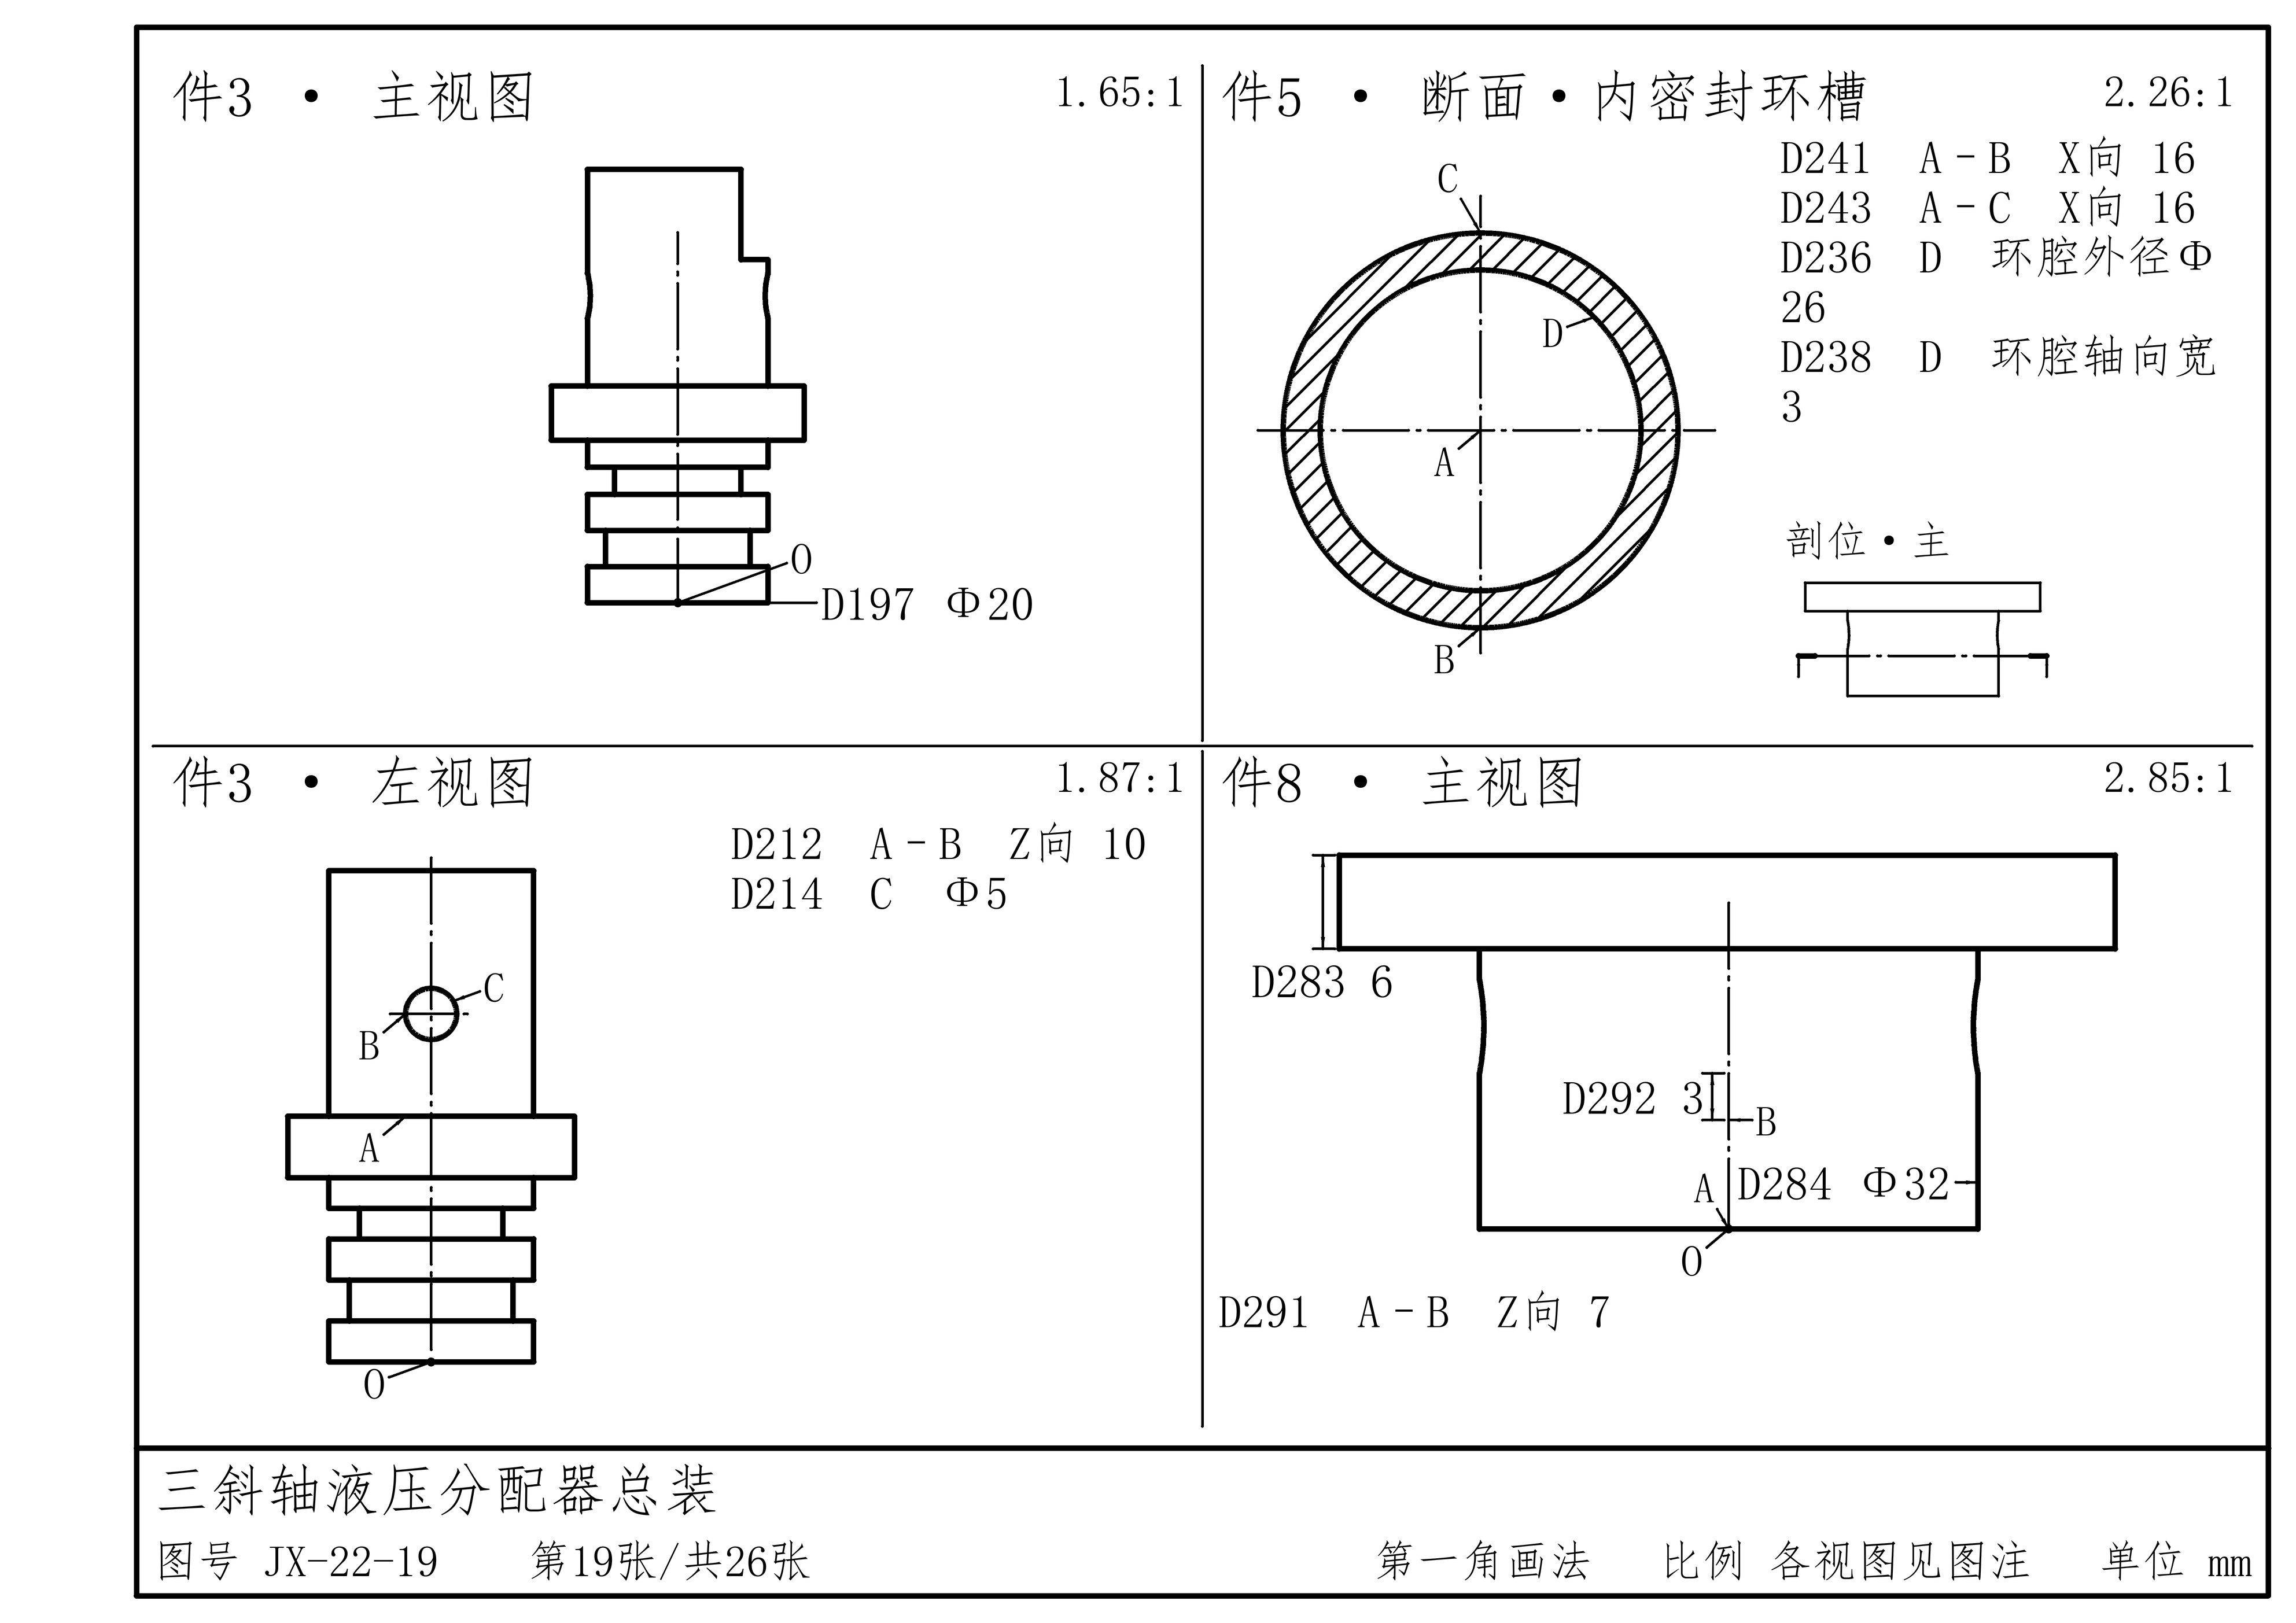 件3 · 主视图 1.65:1
O
D197 Φ20
件5 · 断面·内密封环槽 2.26:1
D241 A-B X向 16
D243 A-C X向 16
D236 D 环腔外径Φ
26
D238 D 环腔轴向宽
3
C
D
A
B
剖位·主
件3 · 左视图 1.87:1
D212 A-B Z向 10
D214 C Φ5
C
B
A
O
件8 · 主视图 2.85:1
D283 6
D292 3
B
A D284 Φ32
O
D291 A-B Z向 7
三斜轴液压分配器总装
图号 JX-22-19 第19张/共26张 第一角画法 比例 各视图见图注 单位 mm